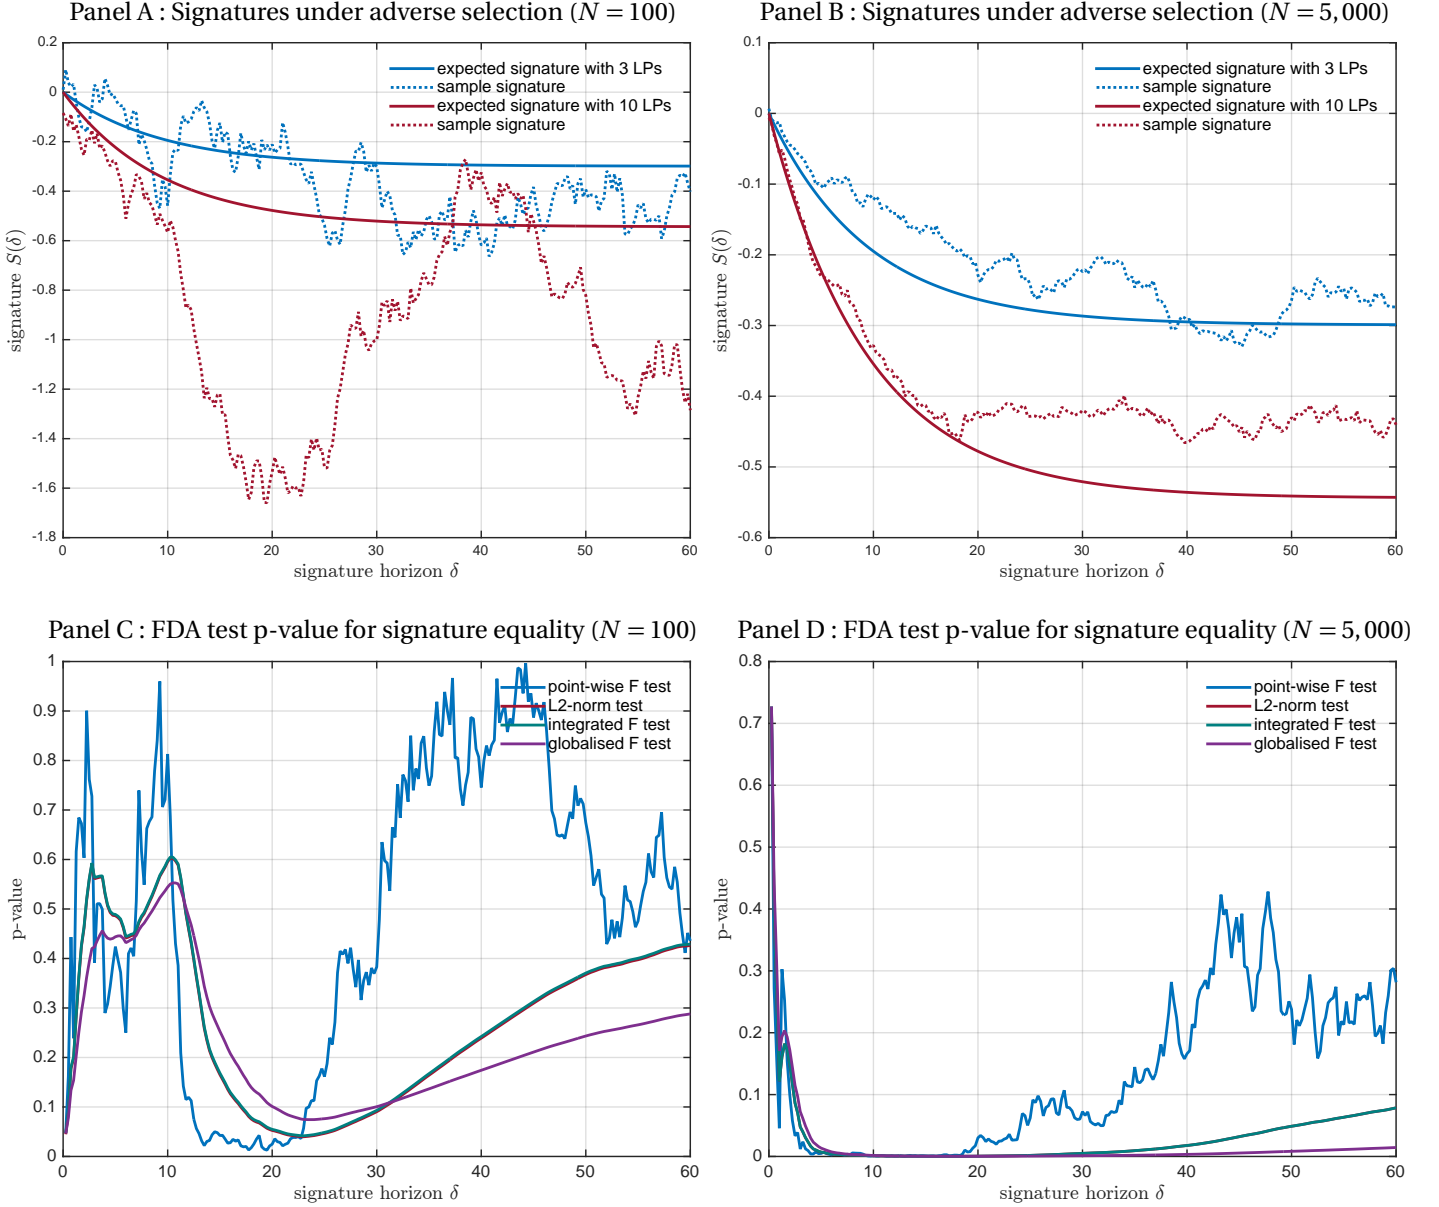 Panel A : Signatures under adverse selection (N = 100)
0.2
0
-0.2
-0.4
-0.6
-0.8
-1
-1.2
-1.4
-1.6
-1.8
signature S(δ)
expected signature with 3 LPs
sample signature
expected signature with 10 LPs
sample signature
0 10 20 30 40 50 60
signature horizon δ
Panel B : Signatures under adverse selection (N = 5,000)
0.1
0
-0.1
-0.2
-0.3
-0.4
-0.5
-0.6
signature S(δ)
expected signature with 3 LPs
sample signature
expected signature with 10 LPs
sample signature
0 10 20 30 40 50 60
signature horizon δ
Panel C : FDA test p-value for signature equality (N = 100)
1
0.9
0.8
0.7
0.6
0.5
0.4
0.3
0.2
0.1
0
p-value
point-wise F test
L2-norm test
integrated F test
globalised F test
0 10 20 30 40 50 60
signature horizon δ
Panel D : FDA test p-value for signature equality (N = 5,000)
0.8
0.7
0.6
0.5
0.4
0.3
0.2
0.1
0
p-value
point-wise F test
L2-norm test
integrated F test
globalised F test
0 10 20 30 40 50 60
signature horizon δ